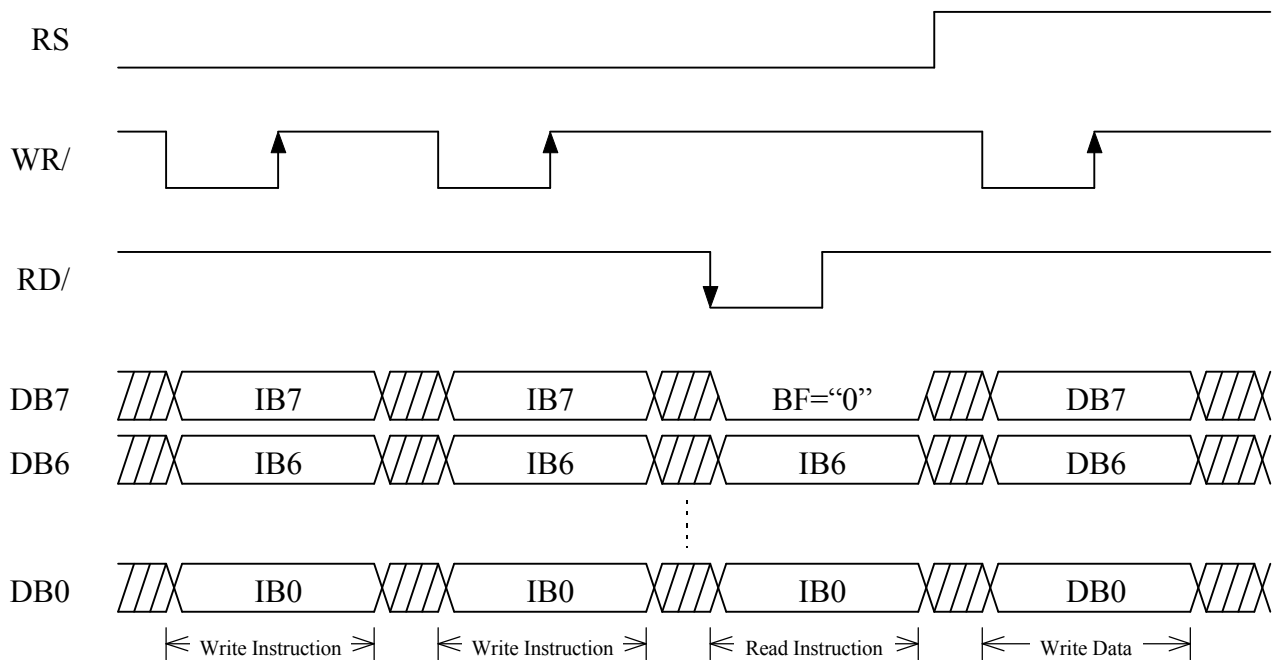 RS
WR/
RD/
DB7 IB7 IB7 BF=“0” DB7
DB6 IB6 IB6 IB6 DB6
DB0 IB0 IB0 IB0 DB0
Write Instruction Write Instruction Read Instruction Write Data